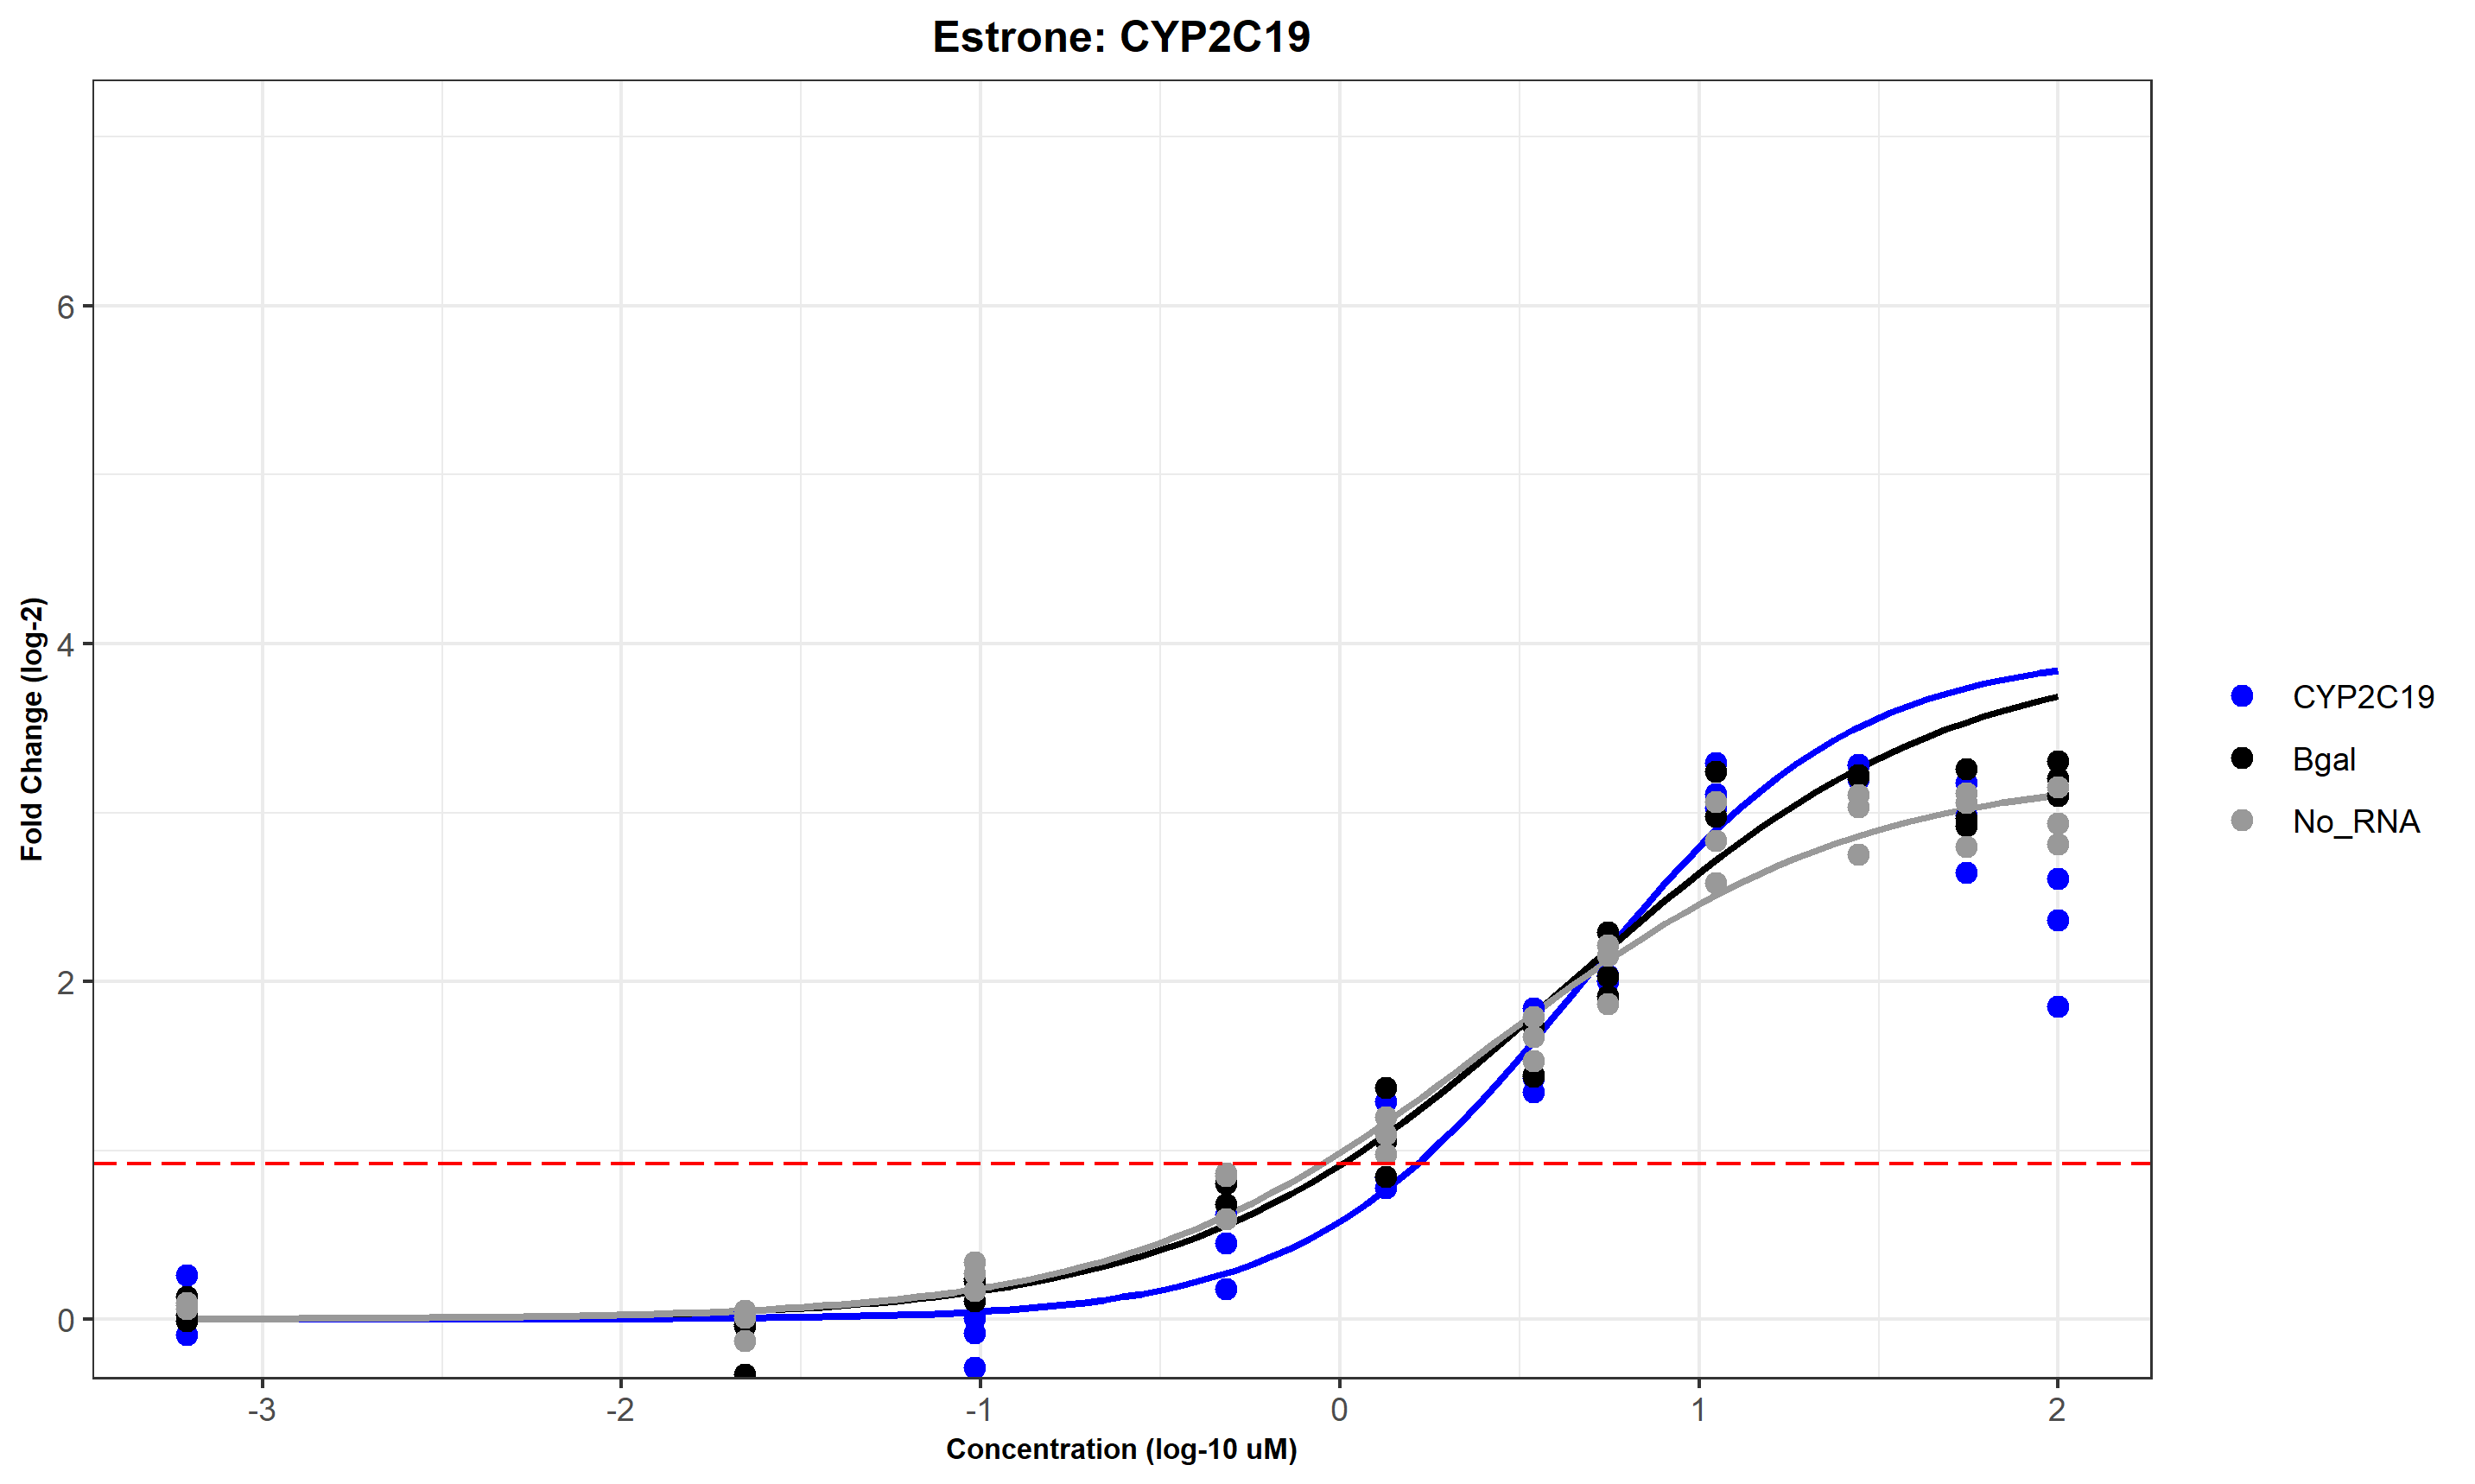 Estrone: CYP2C19
Fold Change (log-2)
6
4
2
0
-3
-2
-1
0
1
2
Concentration (log-10 uM)
CYP2C19
Bgal
No_RNA